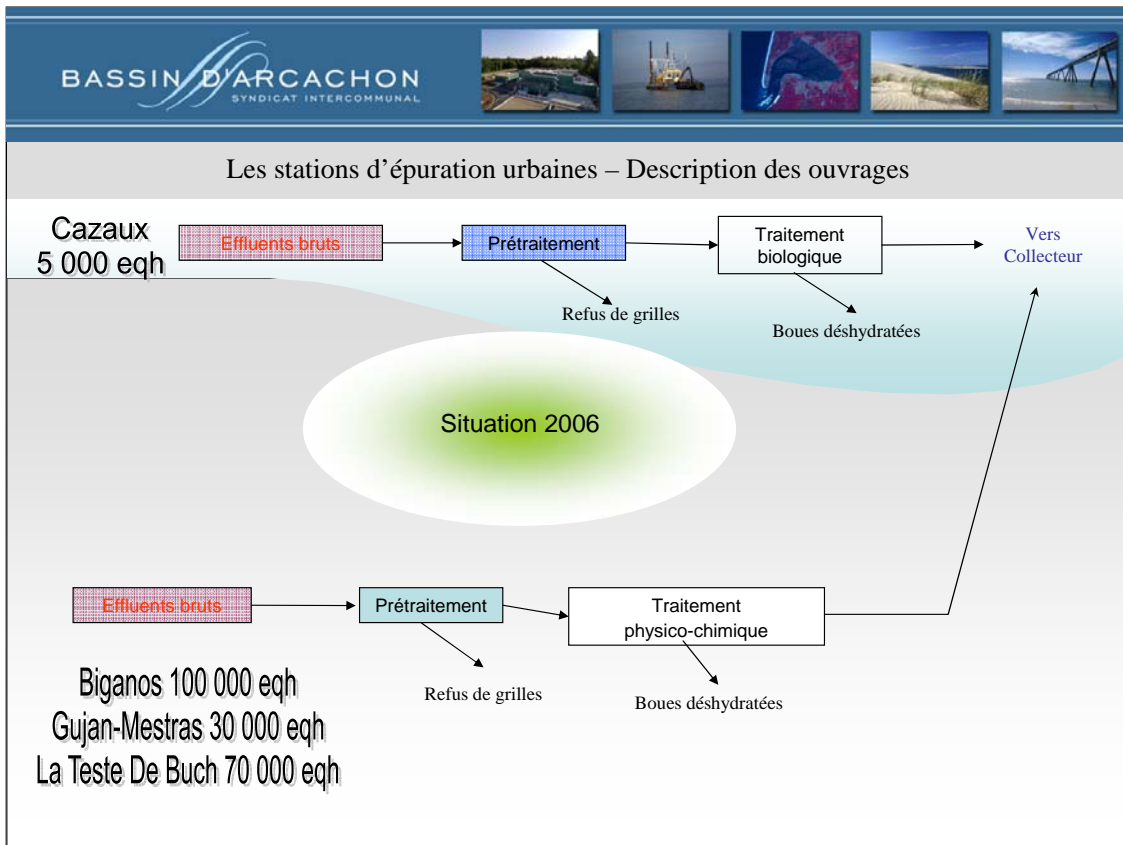 BASSIN D'ARCACHON
SYNDICAT INTERCOMMUNAL
Les stations d'épuration urbaines – Description des ouvrages
Cazaux
5 000 eqh
Effluents bruts
Prétraitement
Traitement
biologique
Vers
Collecteur
Refus de grilles
Boues déshydratées
Situation 2006
Effluents bruts
Prétraitement
Traitement
physico-chimique
Refus de grilles
Boues déshydratées
Biganos 100 000 eqh
Gujan-Mestras 30 000 eqh
La Teste De Buch 70 000 eqh